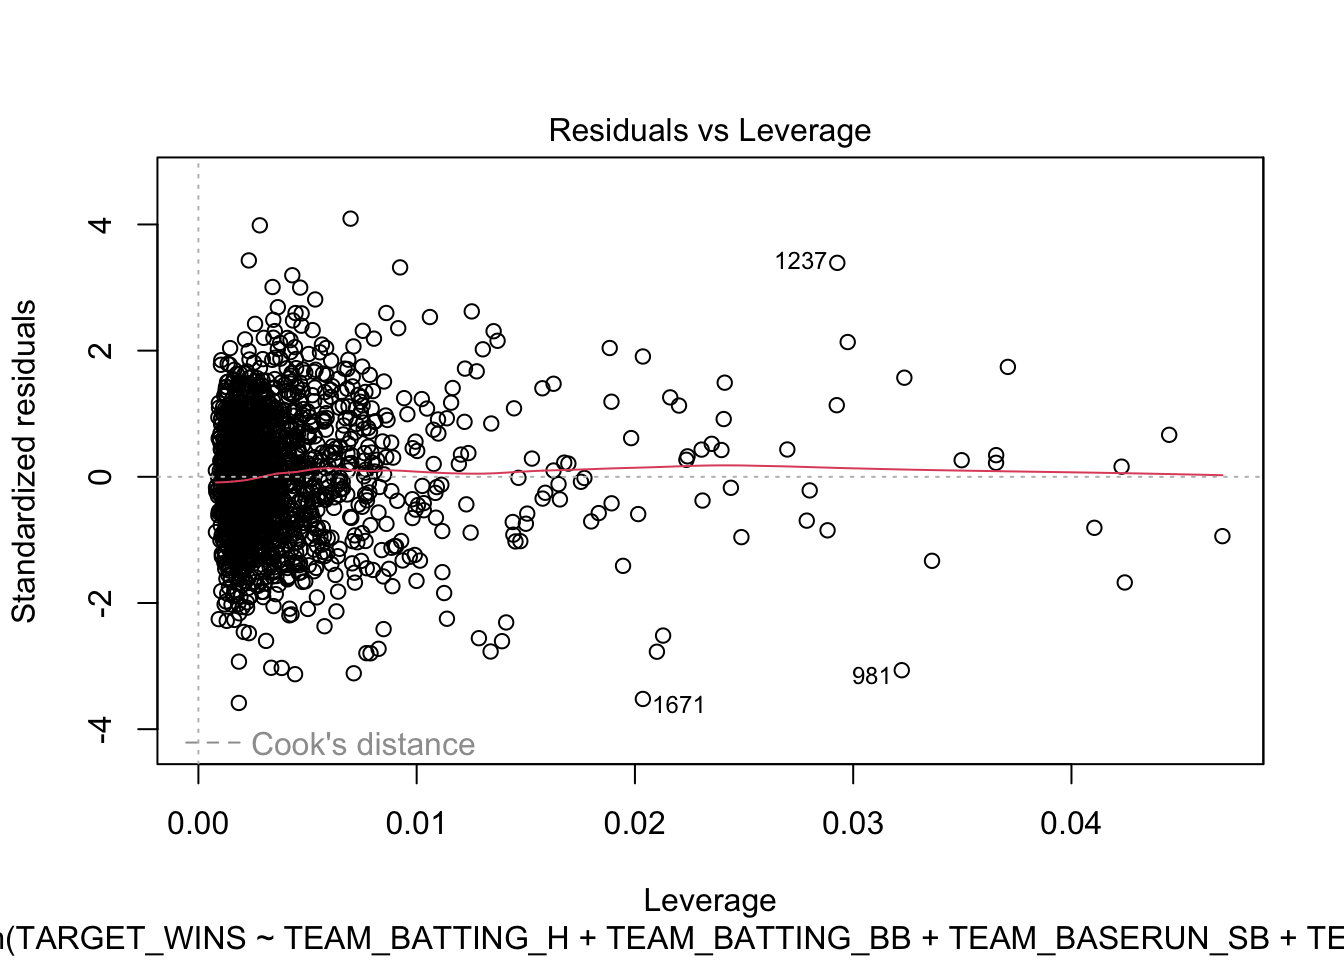 Residuals vs Leverage
Standardized residuals
4
2
0
-2
-4
1237
981
1671
Cook's distance
0.00 0.01 0.02 0.03 0.04
Leverage
(TARGET_WINS ~ TEAM_BATTING_H + TEAM_BATTING_BB + TEAM_BASERUN_SB + TE